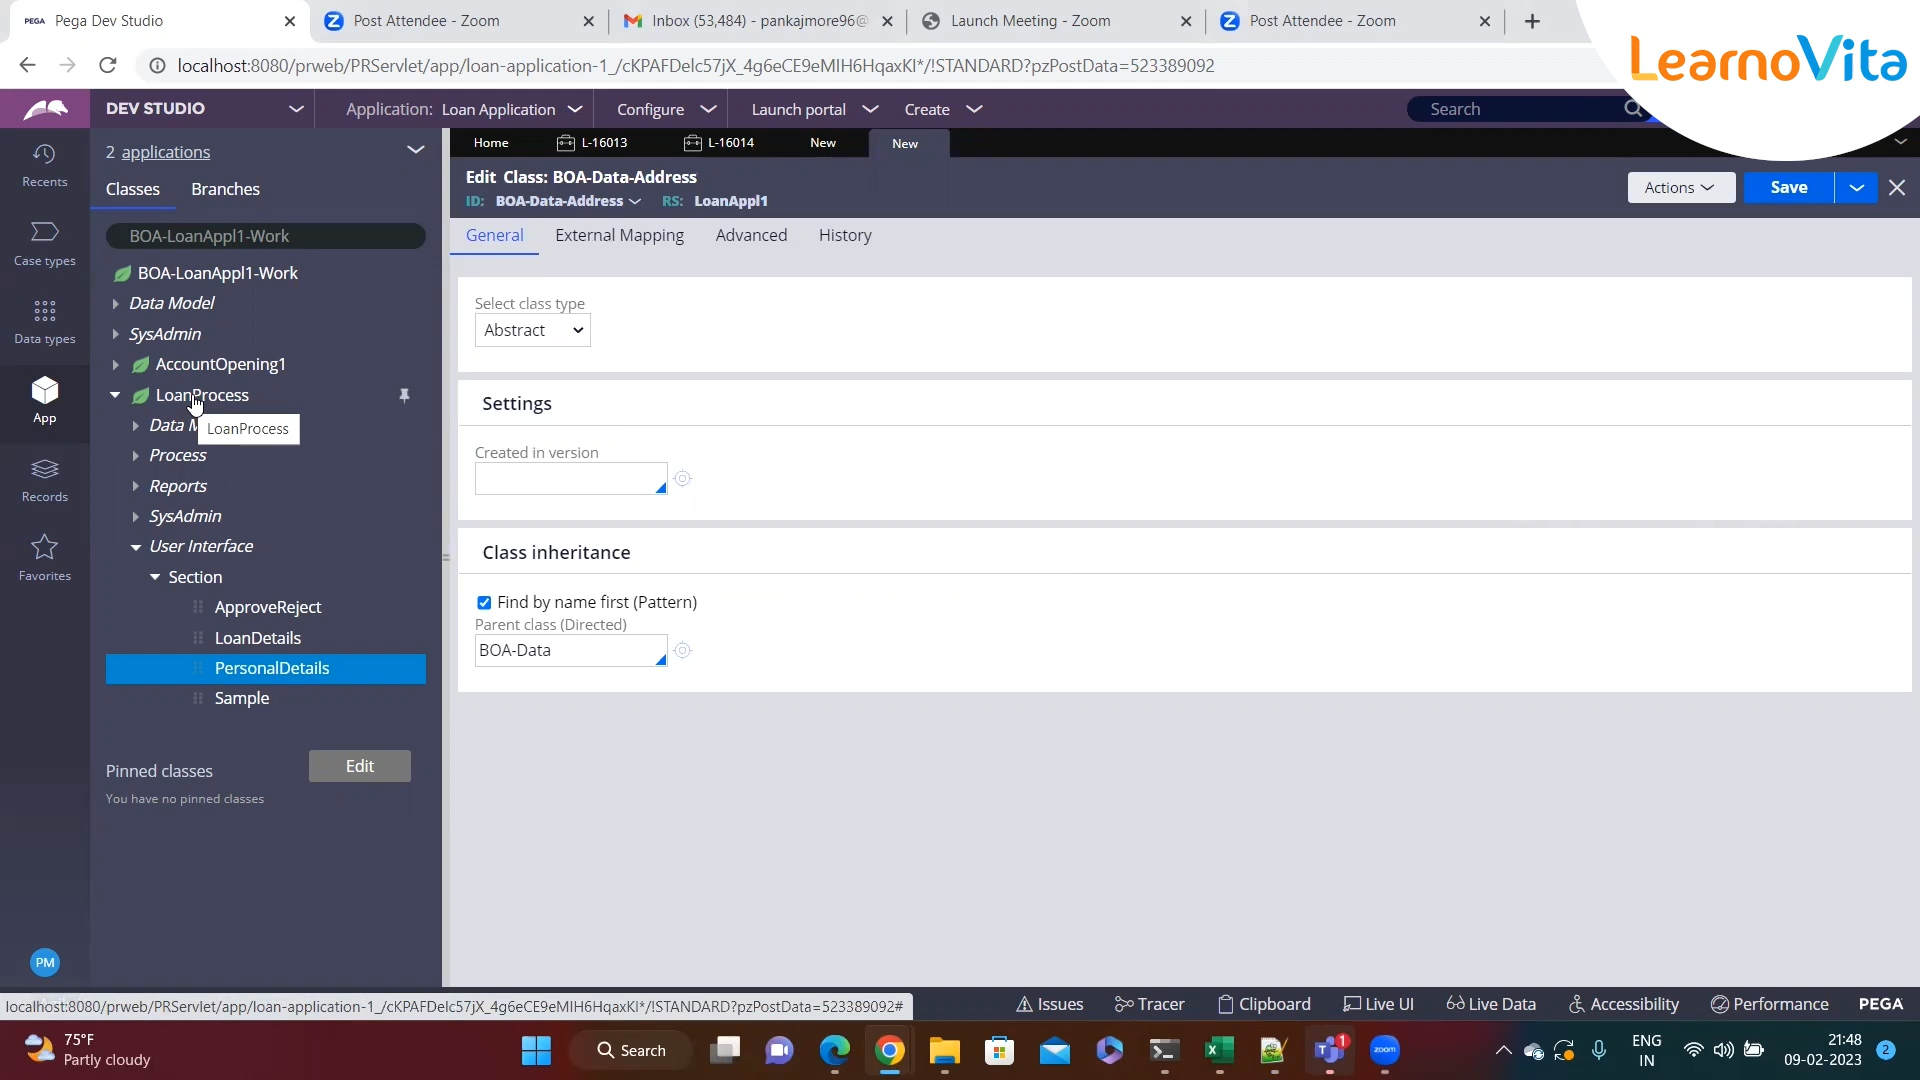 PEGA Pega Dev Studio
Post Attendee - Zoom
Inbox (53,484) - pankajmore96@
Launch Meeting - Zoom
Post Attendee - Zoom
LearnoVita
localhost:8080/prweb/PRServlet/app/loan-application-1_/cKPAFDelc57jX_4g6eCE9eMIH6HqaxKI*/!STANDARD?pzPostData=523389092
DEV STUDIO
Application: Loan Application
Configure
Launch portal
Create
Search
Recents
Case types
Data types
App
Records
Favorites
PM
2 applications
Classes
Branches
BOA-LoanAppl1-Work
BOA-LoanAppl1-Work
Data Model
SysAdmin
AccountOpening1
LoanProcess
Data M
LoanProcess
Process
Reports
SysAdmin
User Interface
Section
ApproveReject
LoanDetails
PersonalDetails
Sample
Pinned classes
Edit
You have no pinned classes
Home
L-16013
L-16014
New
New
Edit Class: BOA-Data-Address
ID: BOA-Data-Address RS: LoanAppl1
Actions
Save
General
External Mapping
Advanced
History
Select class type
Abstract
Settings
Created in version
Class inheritance
Find by name first (Pattern)
Parent class (Directed)
BOA-Data
localhost:8080/prweb/PRServlet/app/loan-application-1_/cKPAFDelc57jX_4g6eCE9eMIH6HqaxKI*/!STANDARD?pzPostData=523389092#
Issues
Tracer
Clipboard
Live UI
Live Data
Accessibility
Performance
PEGA
75°F
Partly cloudy
Search
1
zoom
ENG
IN
21:48
09-02-2023
2